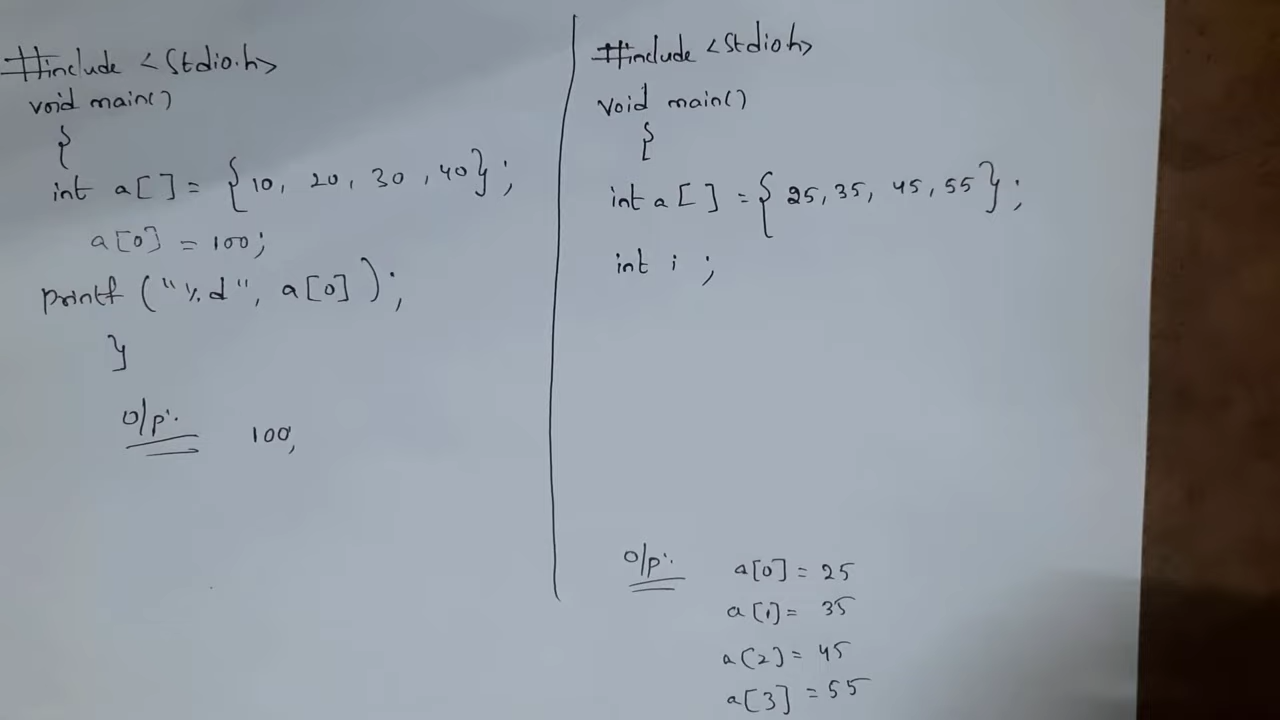 #include <stdio.h>
void main()
{
int a[] = {10, 20, 30, 40};
a[0] = 100;
printf ("%d", a[0]);
}
o/p:
100,
#include <stdio.h>
void main()
{
int a[] = {25, 35, 45, 55};
int i ;
o/p:
a[0] = 25
a[1] = 35
a[2] = 45
a[3] = 55